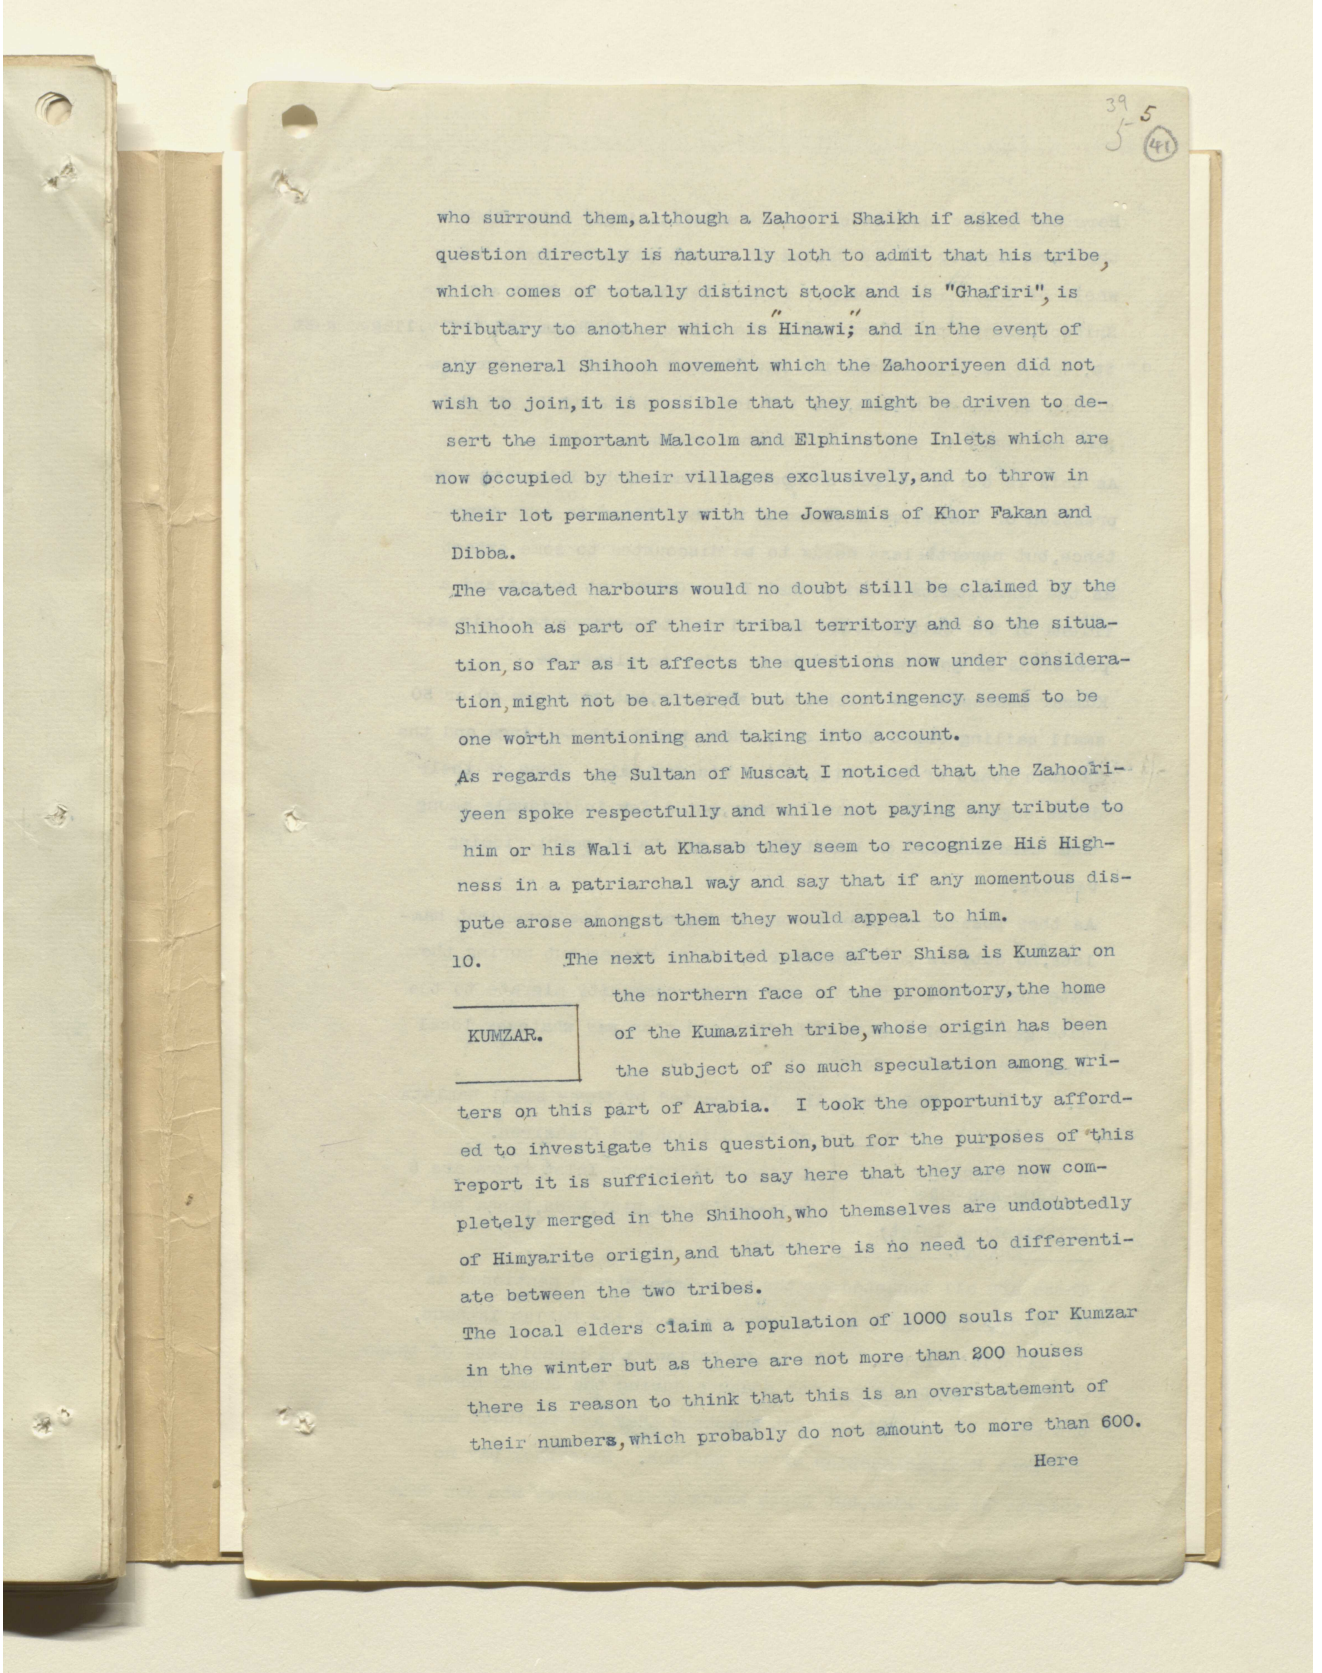 39
5
5
41
who surround them, although a Zahoori Shaikh if asked the
question directly is naturally loth to admit that his tribe,
which comes of totally distinct stock and is "Ghafiri", is
tributary to another which is "Hinawi"; and in the event of
any general Shihooh movement which the Zahooriyeen did not
wish to join, it is possible that they might be driven to de-
sert the important Malcolm and Elphinstone Inlets which are
now occupied by their villages exclusively, and to throw in
their lot permanently with the Jowasmis of Khor Fakan and
Dibba.
The vacated harbours would no doubt still be claimed by the
Shihooh as part of their tribal territory and so the situa-
tion, so far as it affects the questions now under considera-
tion, might not be altered but the contingency seems to be
one worth mentioning and taking into account.
As regards the Sultan of Muscat, I noticed that the Zahoori-
yeen spoke respectfully and while not paying any tribute to
him or his Wali at Khasab they seem to recognize His High-
ness in a patriarchal way and say that if any momentous dis-
pute arose amongst them they would appeal to him.
10. The next inhabited place after Shisa is Kumzar on
the northern face of the promontory, the home
KUMZAR. of the Kumazireh tribe, whose origin has been
the subject of so much speculation among wri-
ters on this part of Arabia. I took the opportunity afford-
ed to investigate this question, but for the purposes of this
report it is sufficient to say here that they are now com-
pletely merged in the Shihooh, who themselves are undoubtedly
of Himyarite origin, and that there is no need to differenti-
ate between the two tribes.
The local elders claim a population of 1000 souls for Kumzar
in the winter but as there are not more than 200 houses
there is reason to think that this is an overstatement of
their numbers, which probably do not amount to more than 600.
Here